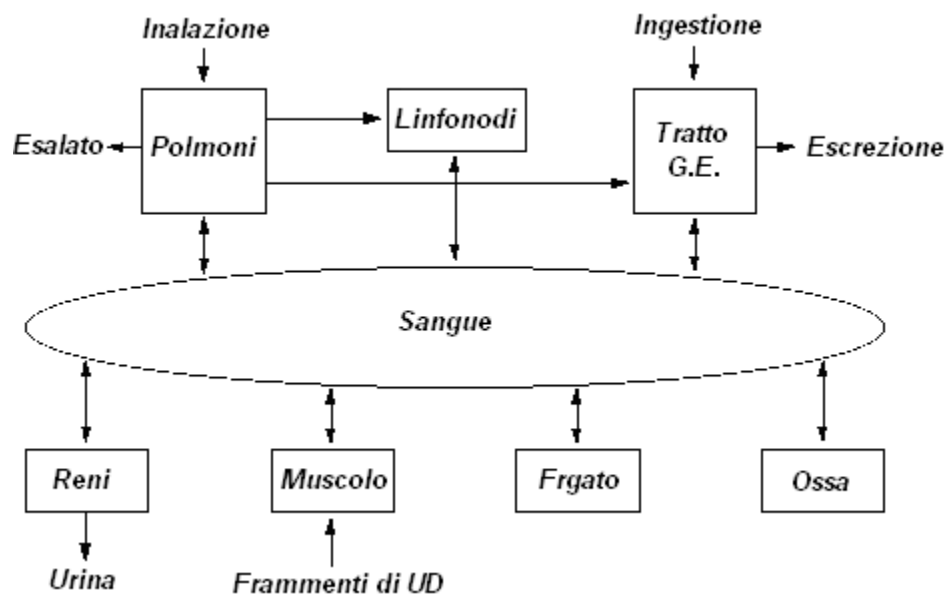 Inalazione
Ingestione
Esalato
Polmoni
Linfonodi
Tratto
G.E.
Escrezione
Sangue
Reni
Muscolo
Frgato
Ossa
Urina
Frammenti di UD